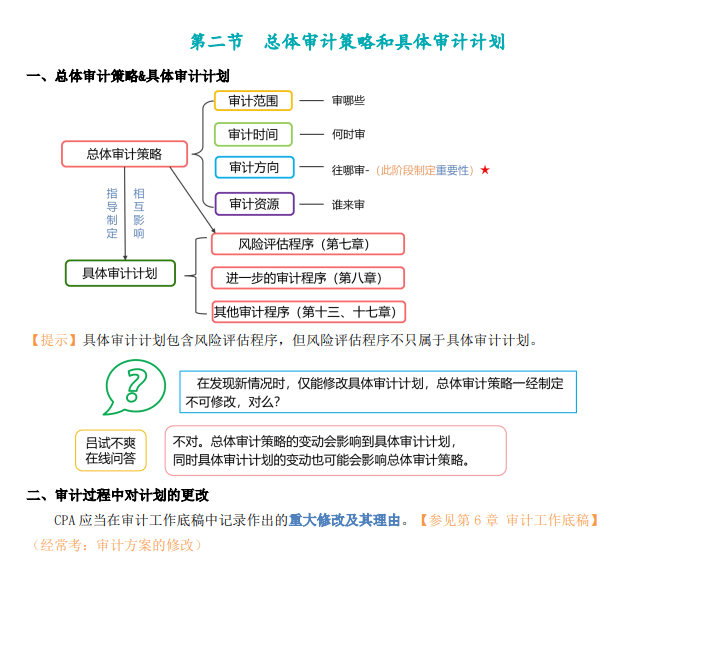 第二节 总体审计策略和具体审计计划
一、总体审计策略&具体审计计划
审计范围 审哪些
审计时间 何时审
总体审计策略
审计方向 往哪审-（此阶段制定重要性）★
指导制定
相互影响
审计资源 谁来审
风险评估程序（第七章）
具体审计计划
进一步的审计程序（第八章）
其他审计程序（第十三、十七章）
【提示】具体审计计划包含风险评估程序，但风险评估程序不只属于具体审计计划。
?
在发现新情况时，仅能修改具体审计计划，总体审计策略一经制定
不可修改，对么?
吕试不爽
在线问答
不对。总体审计策略的变动会影响到具体审计计划，
同时具体审计计划的变动也可能会影响总体审计策略。
二、审计过程中对计划的更改
CPA 应当在审计工作底稿中记录作出的重大修改及其理由。【参见第 6 章 审计工作底稿】
（经常考：审计方案的修改）